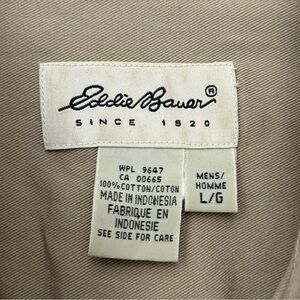 Eddie Bauer®
SINCE 1920
WPL 9647
CA 00665
100% COTTON/COTON
MADE IN INDONESIA
FABRIQUE EN
INDONESIE
SEE SIDE FOR CARE
MENS/
HOMME
L/G